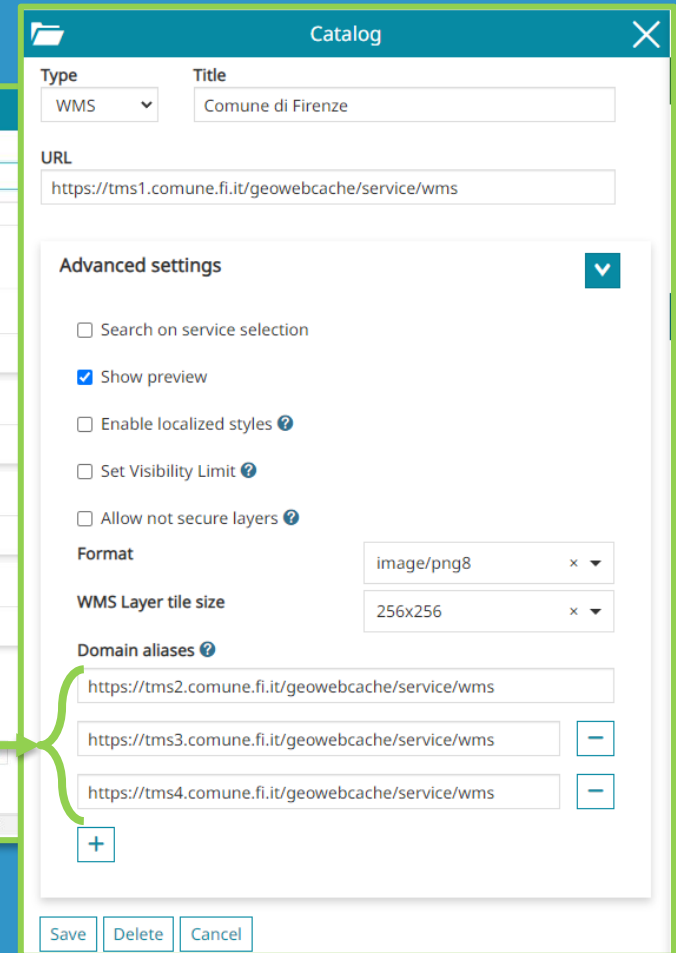 Catalog
Type Title
WMS Comune di Firenze
URL
https://tms1.comune.fi.it/geowebcache/service/wms
Advanced settings
Search on service selection
Show preview
Enable localized styles ?
Set Visibility Limit ?
Allow not secure layers ?
Format image/png8 ×
WMS Layer tile size 256x256 ×
Domain aliases ?
https://tms2.comune.fi.it/geowebcache/service/wms
https://tms3.comune.fi.it/geowebcache/service/wms
https://tms4.comune.fi.it/geowebcache/service/wms
+
Save Delete Cancel